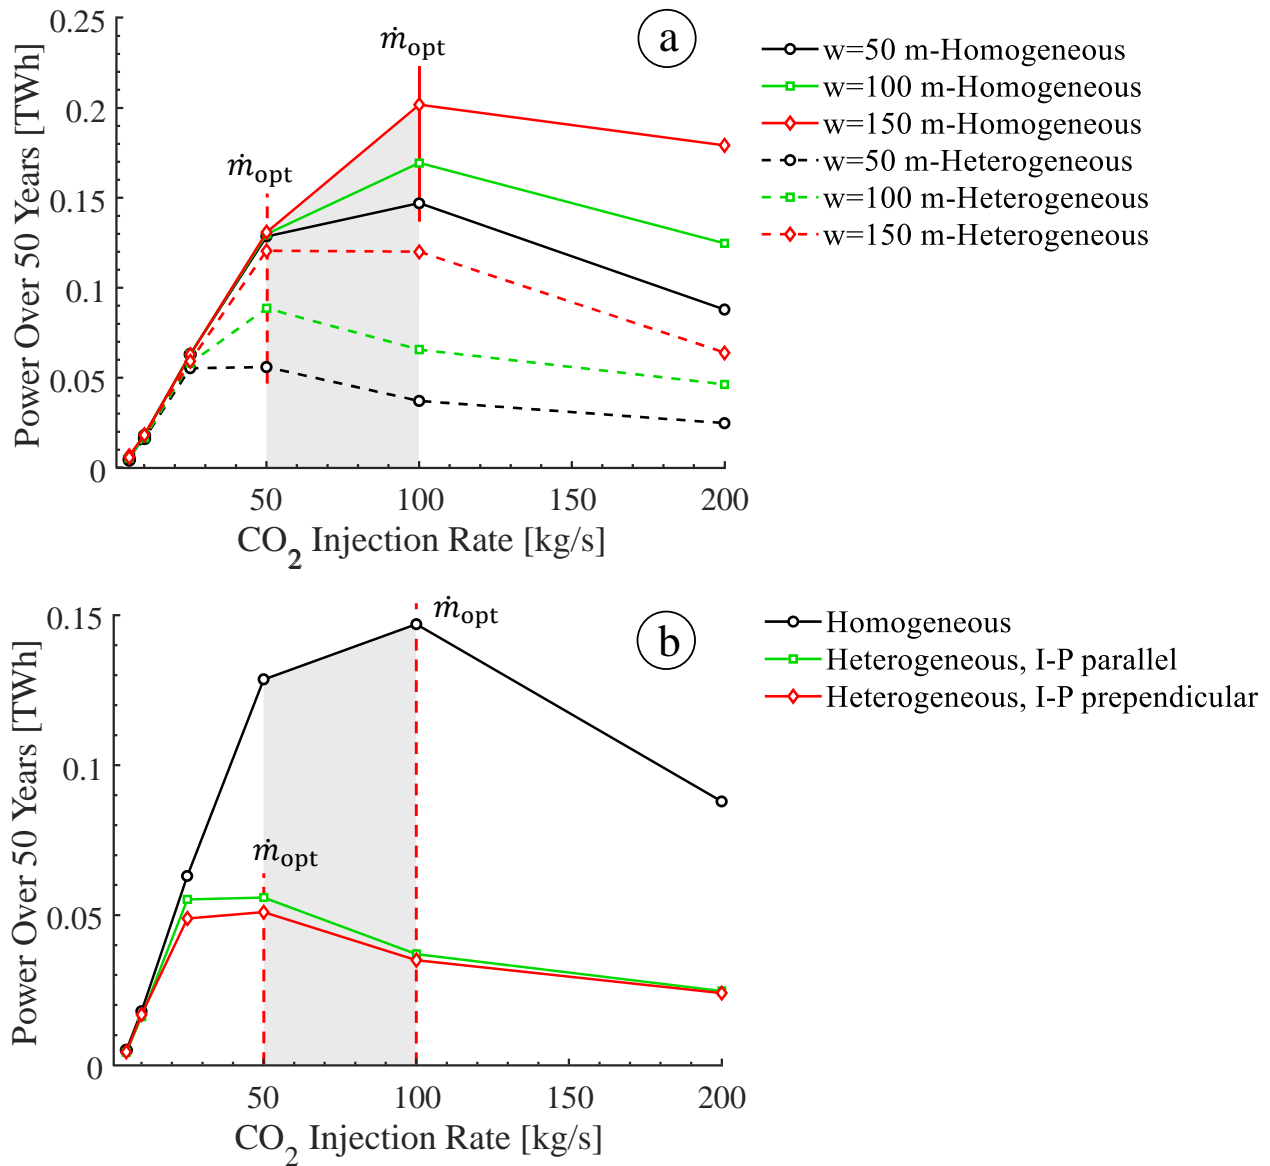 a
ṁopt
ṁopt
0.25
0.2
0.15
0.1
0.05
0
50
100
150
200
Power Over 50 Years [TWh]
CO2 Injection Rate [kg/s]
w=50 m-Homogeneous
w=100 m-Homogeneous
w=150 m-Homogeneous
w=50 m-Heterogeneous
w=100 m-Heterogeneous
w=150 m-Heterogeneous
b
ṁopt
ṁopt
0.15
0.1
0.05
0
50
100
150
200
Power Over 50 Years [TWh]
CO2 Injection Rate [kg/s]
Homogeneous
Heterogeneous, I-P parallel
Heterogeneous, I-P prependicular